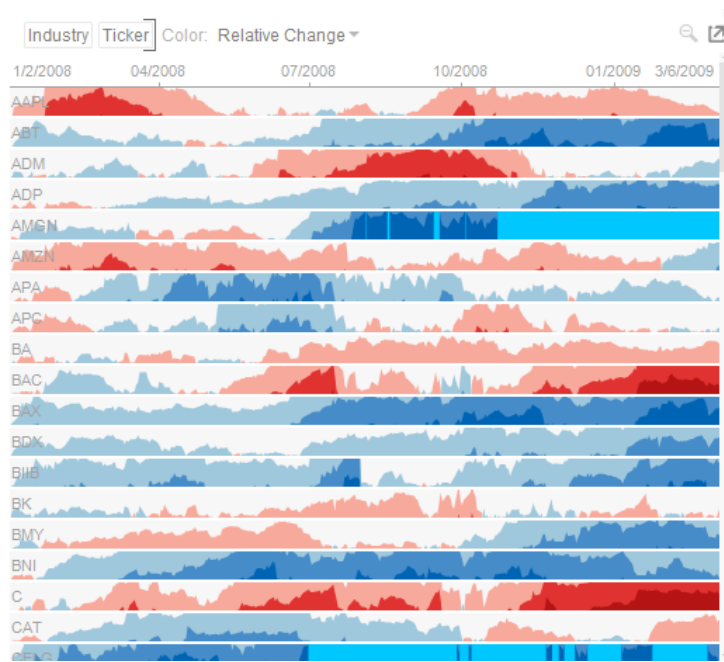 Industry Ticker Color: Relative Change
1/2/2008 04/2008 07/2008 10/2008 01/2009 3/6/2009
AAPL
ABT
ADM
ADP
AMGN
AMZN
APA
APC
BA
BAC
BAX
BDX
BIIB
BK
BMY
BNI
C
CAT
CELG